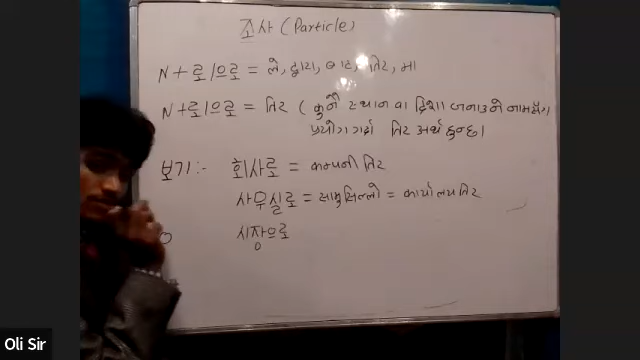 조사 (Particle)
N + 로/으로 = ले, द्वारा, बाट, तिर, मा
N + 로/으로 = तिर ( कुनै स्थान वा दिशा जनाउने नामसँग
प्रयोग गर्दा तिर अर्थ हुन्छ।
보기 :- 회사로 = कम्पनी तिर
사무실로 = सामुसिल्लो = कार्यालय तिर
시장으로
Oli Sir